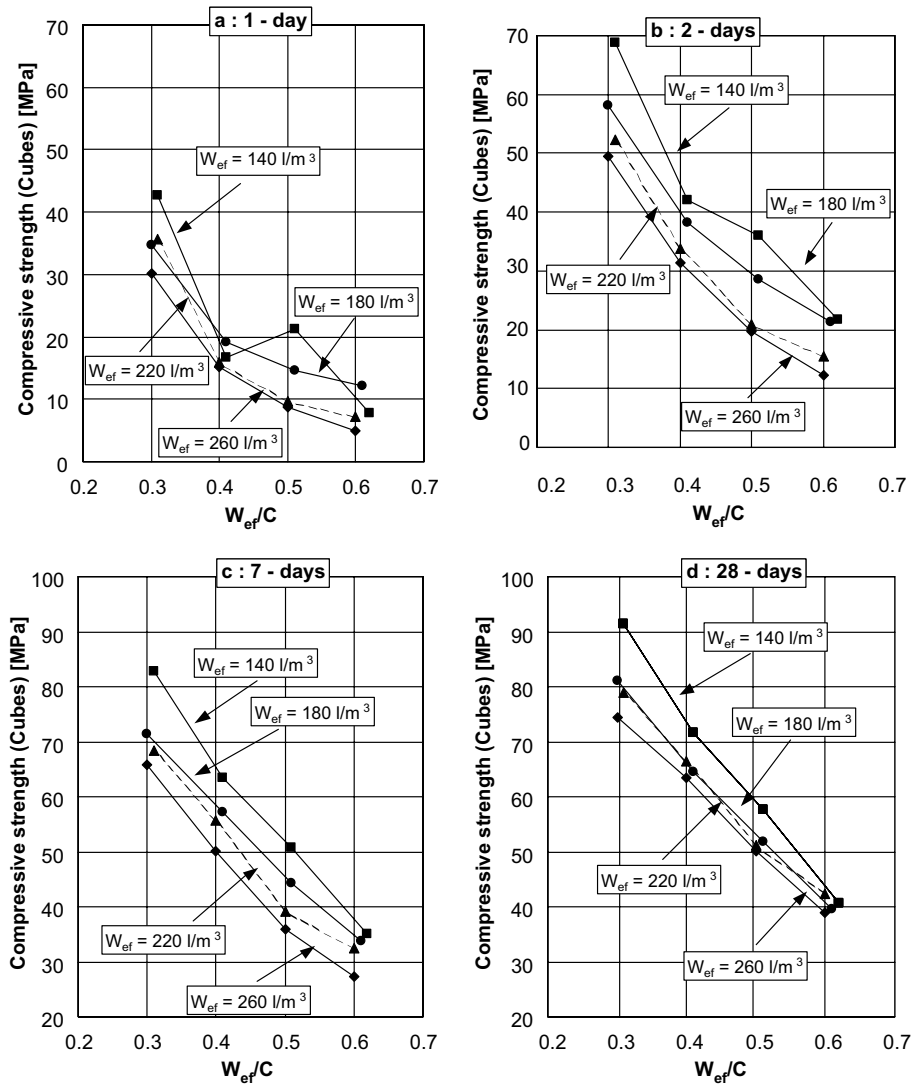 a : 1 - day
Compressive strength (Cubes) [MPa]
70
60
50
40
30
20
10
0
W_ef = 140 l/m³
W_ef = 180 l/m³
W_ef = 220 l/m³
W_ef = 260 l/m³
0.2 0.3 0.4 0.5 0.6 0.7
W_ef/C
b : 2 - days
Compressive strength (Cubes) [MPa]
70
60
50
40
30
20
10
0
W_ef = 140 l/m³
W_ef = 180 l/m³
W_ef = 220 l/m³
W_ef = 260 l/m³
0.2 0.3 0.4 0.5 0.6 0.7
W_ef/C
c : 7 - days
Compressive strength (Cubes) [MPa]
100
90
80
70
60
50
40
30
20
W_ef = 140 l/m³
W_ef = 180 l/m³
W_ef = 220 l/m³
W_ef = 260 l/m³
0.2 0.3 0.4 0.5 0.6 0.7
W_ef/C
d : 28 - days
Compressive strength (Cubes) [MPa]
100
90
80
70
60
50
40
30
20
W_ef = 140 l/m³
W_ef = 180 l/m³
W_ef = 220 l/m³
W_ef = 260 l/m³
0.2 0.3 0.4 0.5 0.6 0.7
W_ef/C